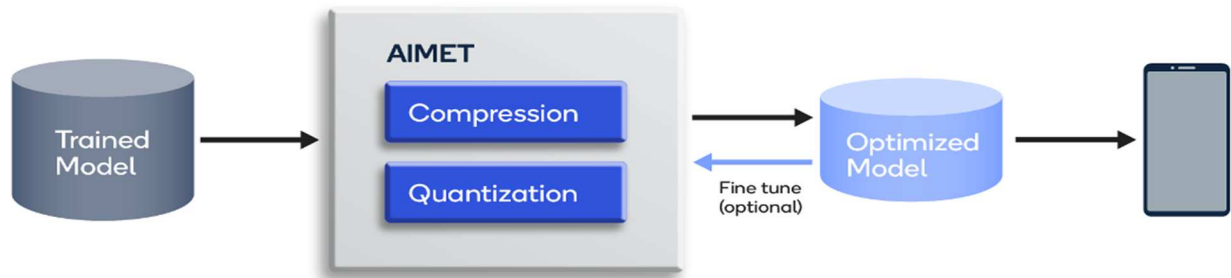 Trained
Model
AIMET
Compression
Quantization
Fine tune
(optional)
Optimized
Model